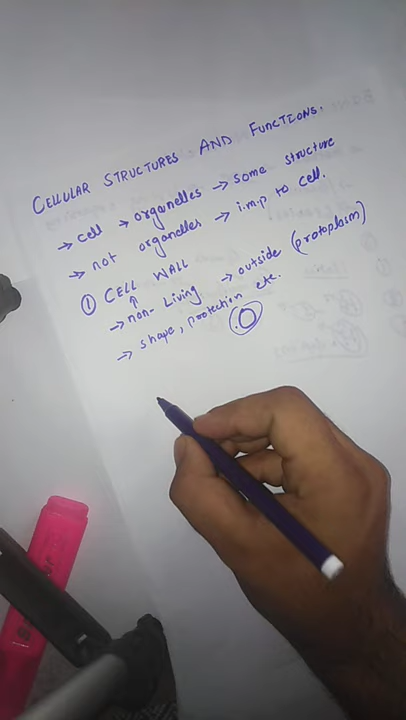 CELLULAR STRUCTURES AND FUNCTIONS.
→ cell → organelles → some structure
→ not organelles → i.m.p to cell.
① CELL WALL
→ non-Living → outside (protoplasm)
→ shape, protection etc.